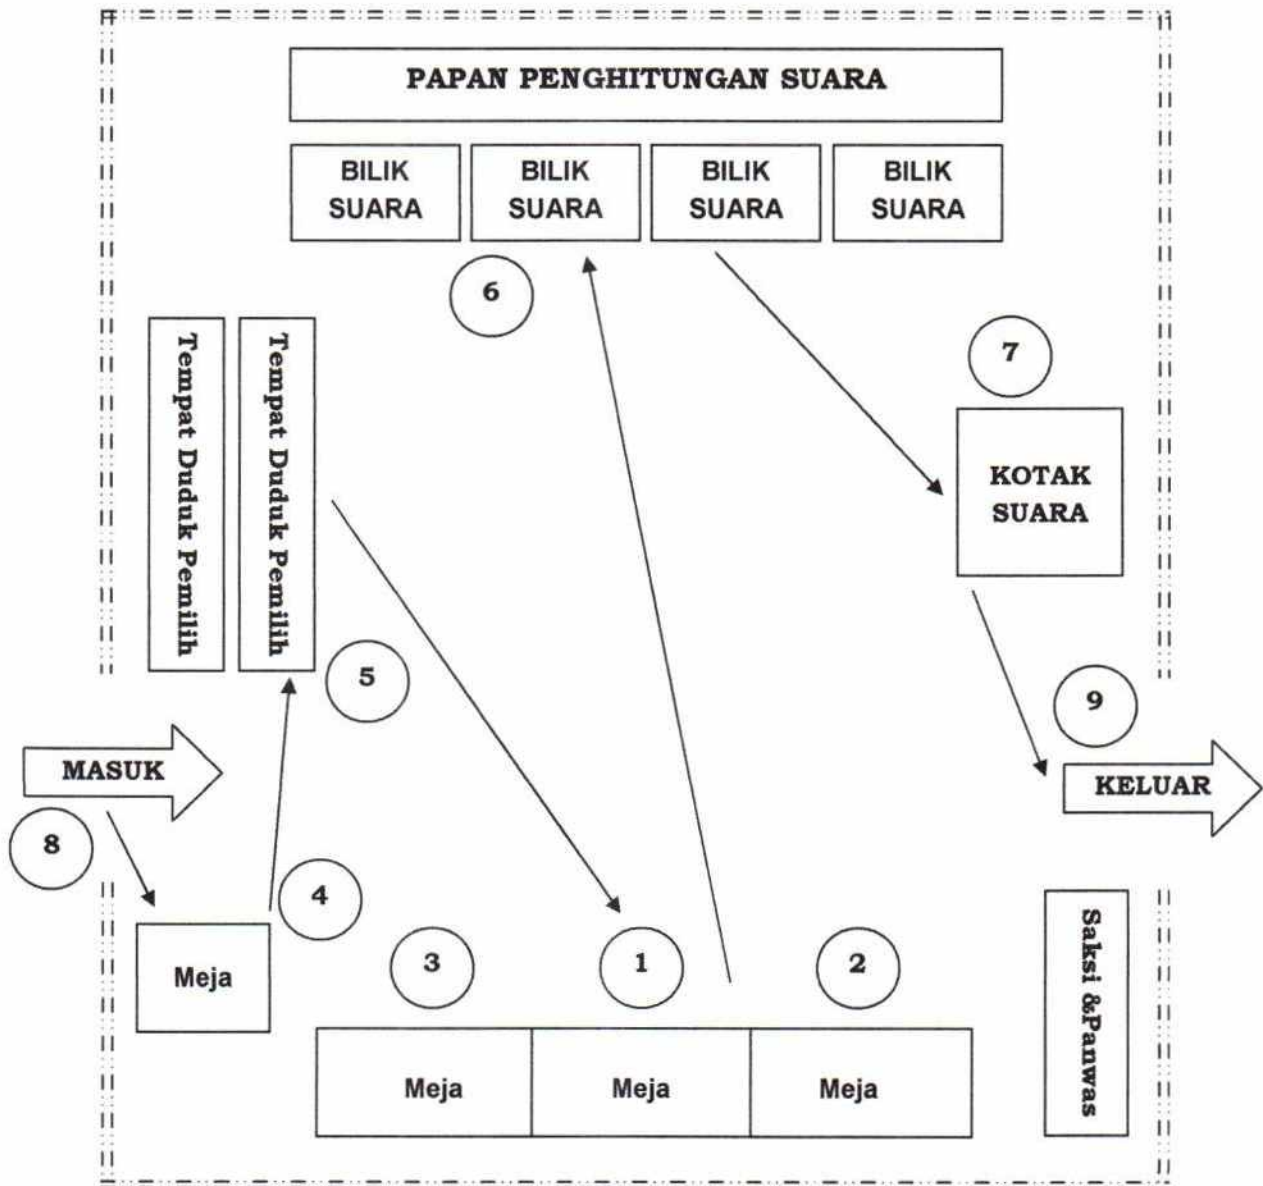 PAPAN PENGHITUNGAN SUARA
BILIK
SUARA
BILIK
SUARA
BILIK
SUARA
BILIK
SUARA
6
7
Tempat Duduk Pemilih
Tempat Duduk Pemilih
KOTAK
SUARA
5
9
MASUK
KELUAR
8
4
Meja
3
1
2
Saksi &Panwas
Meja
Meja
Meja